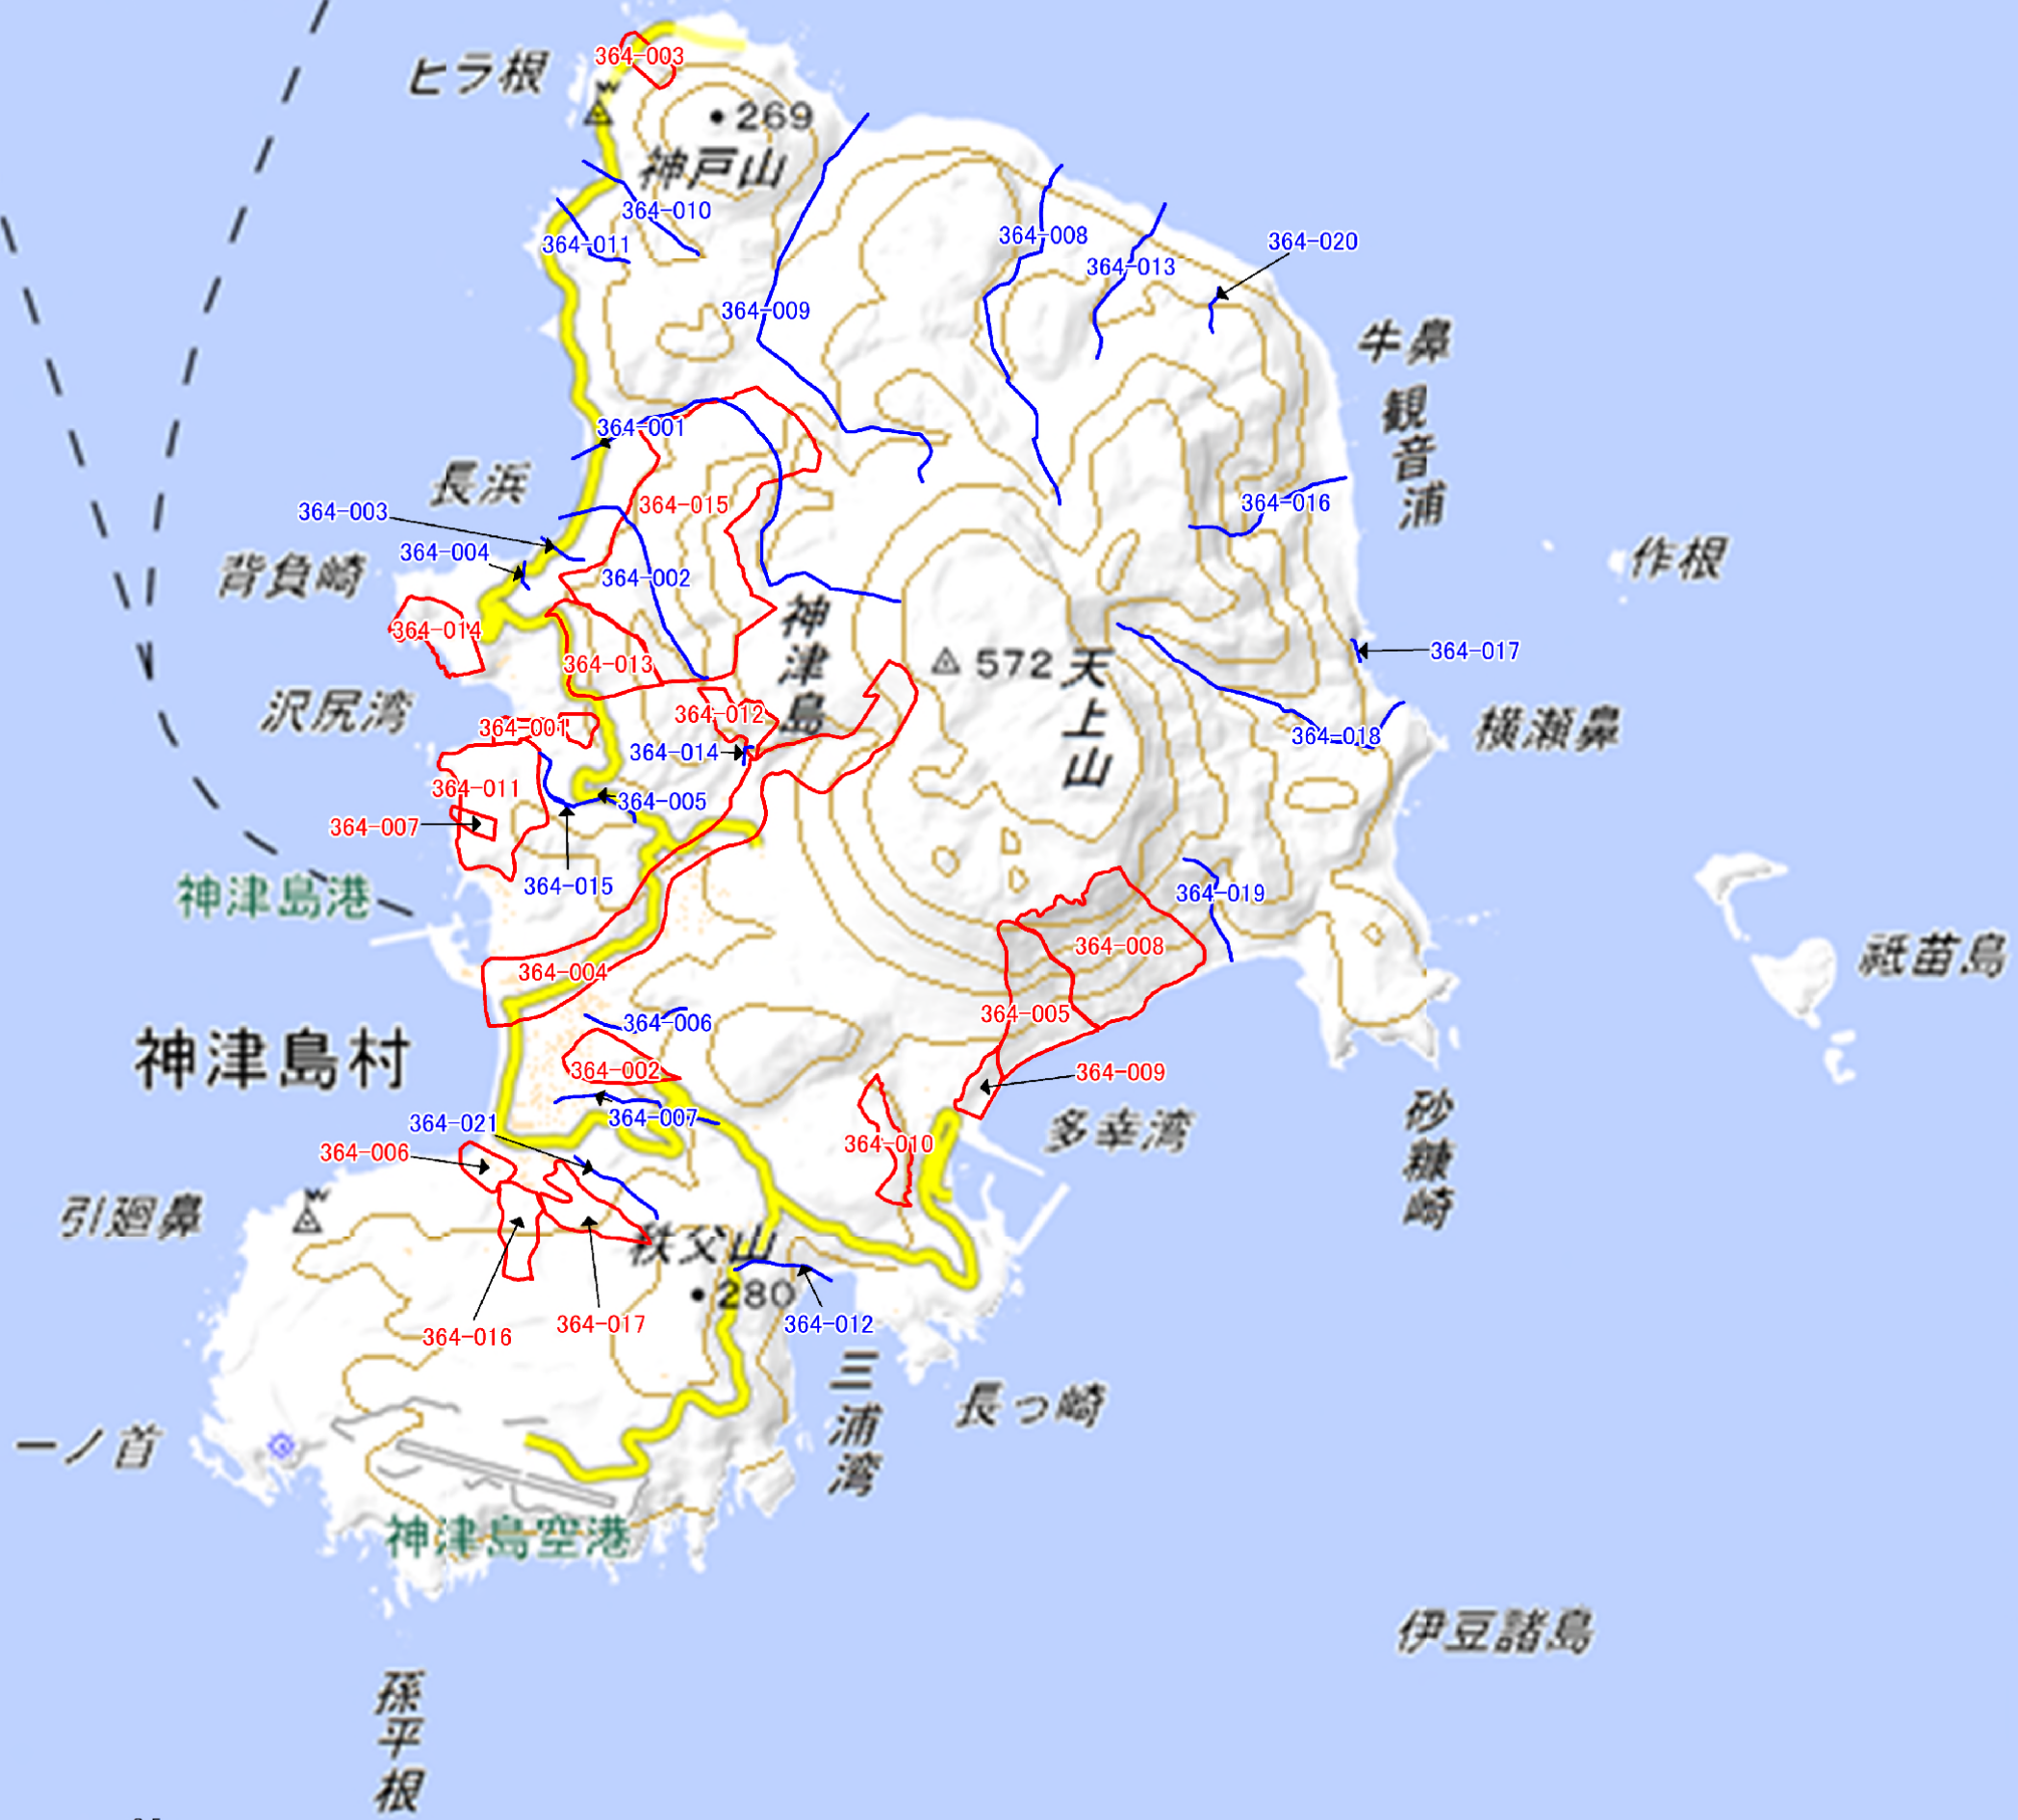 364-003
ヒラ根
269
神戸山
364-010
364-011
364-008
364-020
364-013
364-009
牛鼻
観音浦
364-001
長浜
364-015
364-016
364-003
364-004
364-002
背負崎
作根
神津島
364-014
364-013
572
天上山
364-017
沢尻湾
364-012
364-001
364-018
横瀬鼻
364-014
364-011
364-005
364-007
364-015
神津島港
364-019
364-008
祗苗島
364-004
364-005
364-006
神津島村
364-002
364-009
364-007
364-021
多幸湾
364-010
砂糠崎
364-006
引廻鼻
秩父山
280
364-012
364-017
364-016
三浦湾
長っ崎
一ノ首
神津島空港
伊豆諸島
孫平根